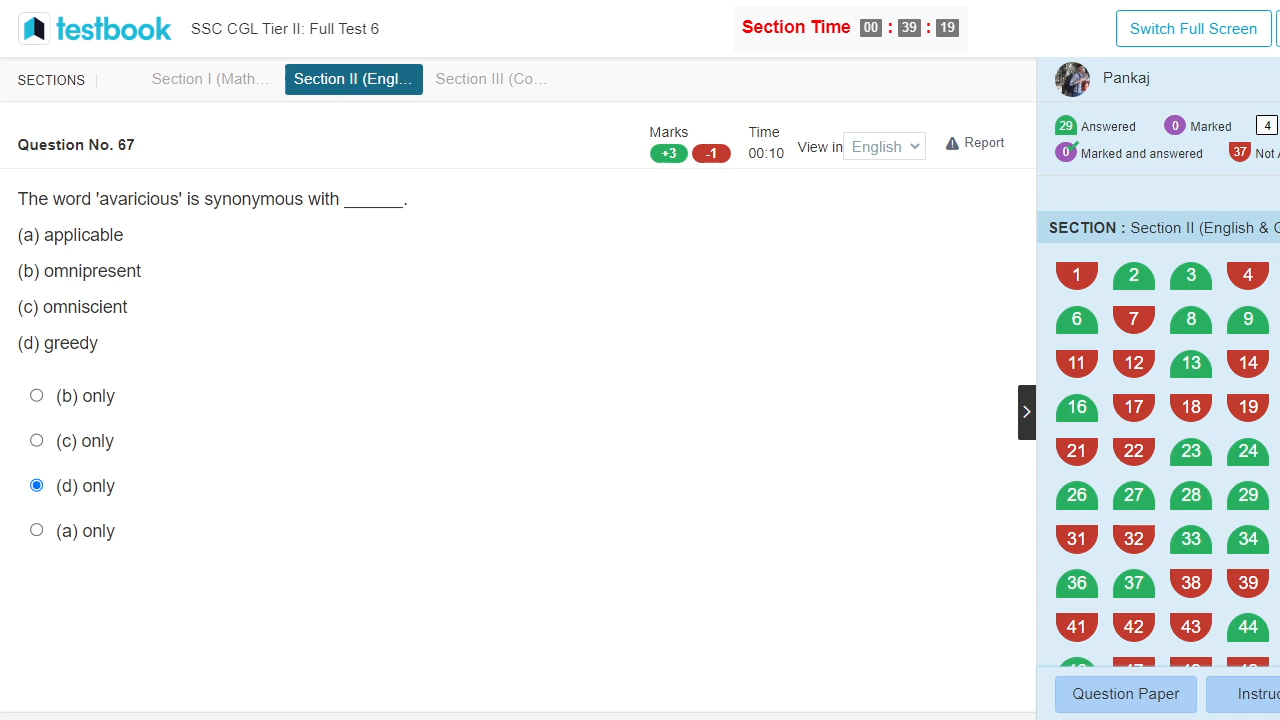 testbook
SSC CGL Tier II: Full Test 6
Section Time 00 : 39 : 19
Switch Full Screen
SECTIONS
Section I (Math...
Section II (Engl...
Section III (Co...
Pankaj
29 Answered
0 Marked
4
0 Marked and answered
37 Not
Question No. 67
Marks
+3 -1
Time
00:10
View in English
Report
The word 'avaricious' is synonymous with ______.
(a) applicable
(b) omnipresent
(c) omniscient
(d) greedy
(b) only
(c) only
(d) only
(a) only
SECTION : Section II (English &
1 2 3 4
6 7 8 9
11 12 13 14
16 17 18 19
21 22 23 24
26 27 28 29
31 32 33 34
36 37 38 39
41 42 43 44
Question Paper